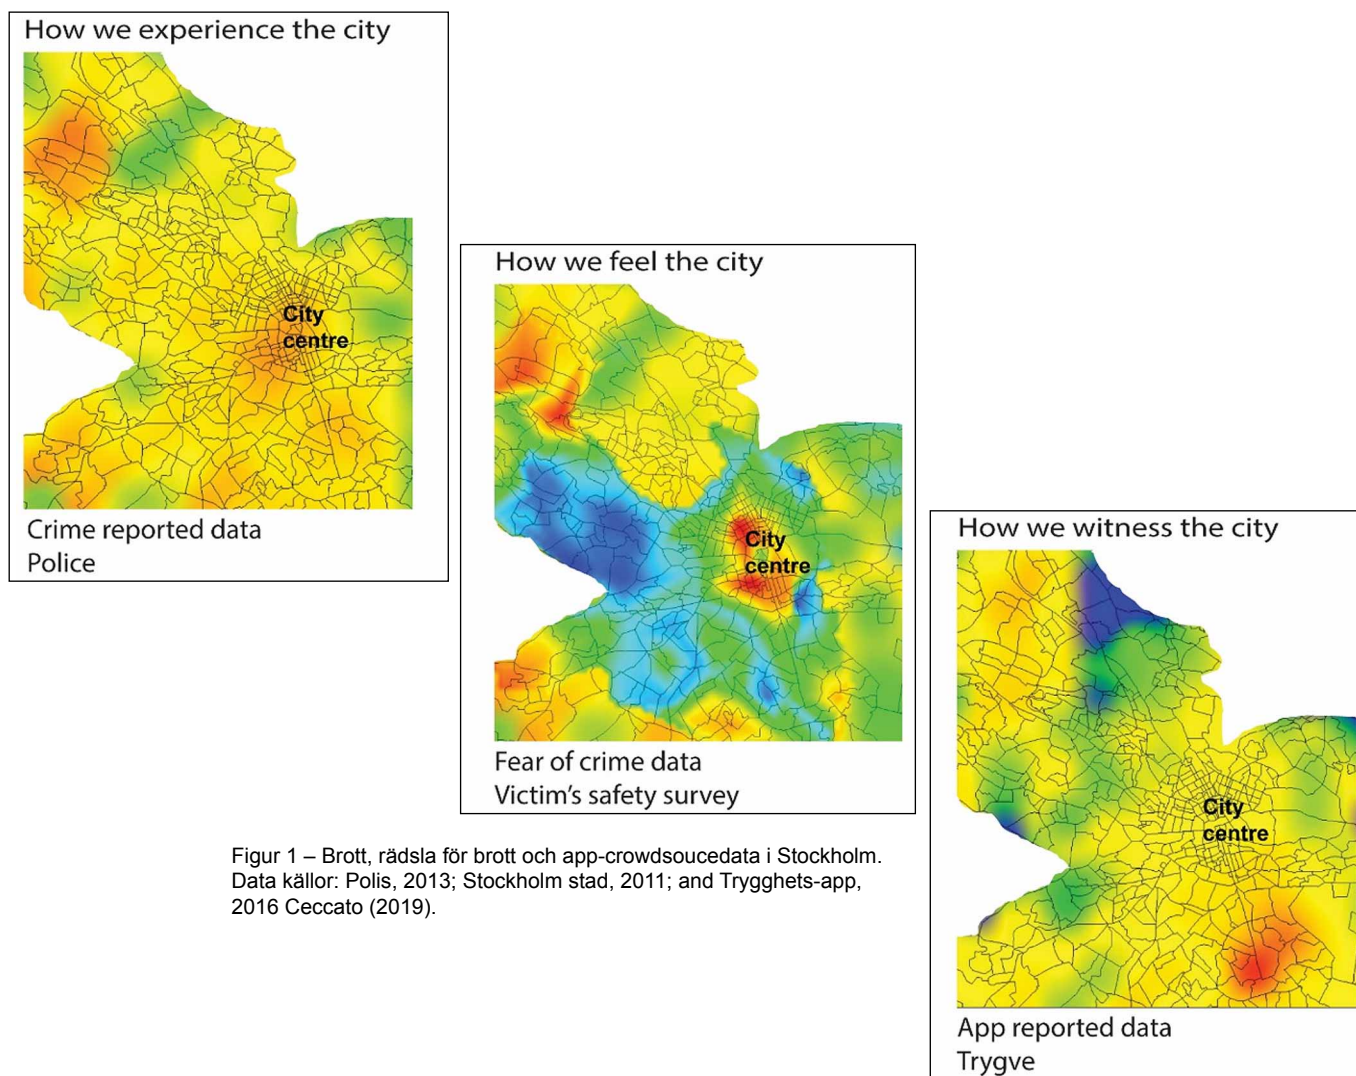 How we experience the city
City
centre
Crime reported data
Police
How we feel the city
City
centre
Fear of crime data
Victim's safety survey
How we witness the city
City
centre
App reported data
Trygve
Figur 1 – Brott, rädsla för brott och app-crowdsoucedata i Stockholm.
Data källor: Polis, 2013; Stockholm stad, 2011; and Trygghets-app,
2016 Ceccato (2019).